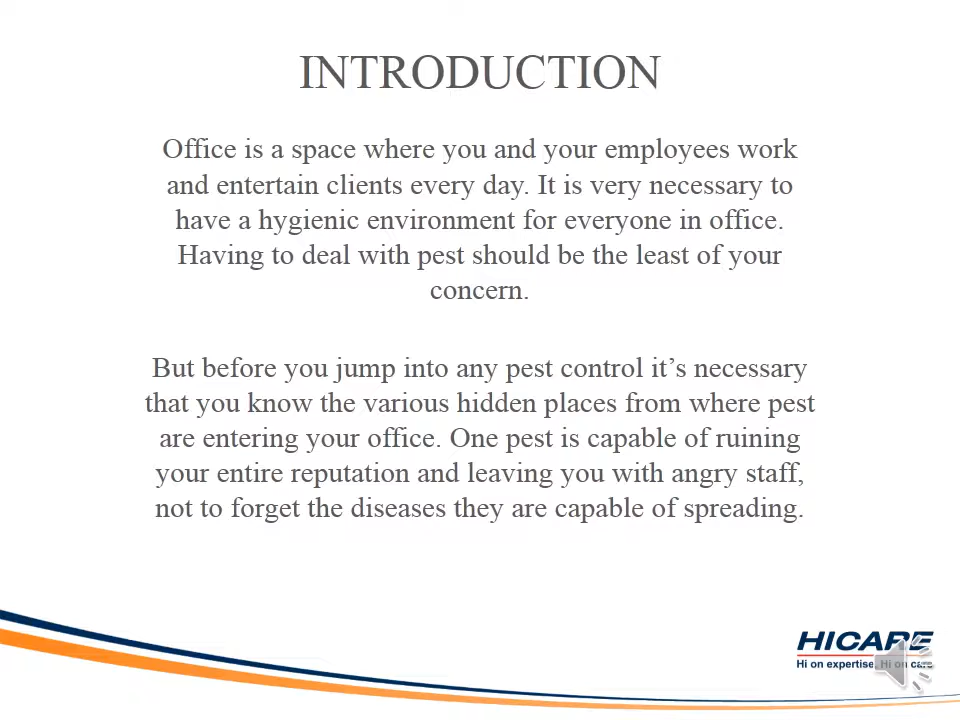 INTRODUCTION
Office is a space where you and your employees work
and entertain clients every day. It is very necessary to
have a hygienic environment for everyone in office.
Having to deal with pest should be the least of your
concern.
But before you jump into any pest control it’s necessary
that you know the various hidden places from where pest
are entering your office. One pest is capable of ruining
your entire reputation and leaving you with angry staff,
not to forget the diseases they are capable of spreading.
HICARE
Hi on expertise. Hi on care